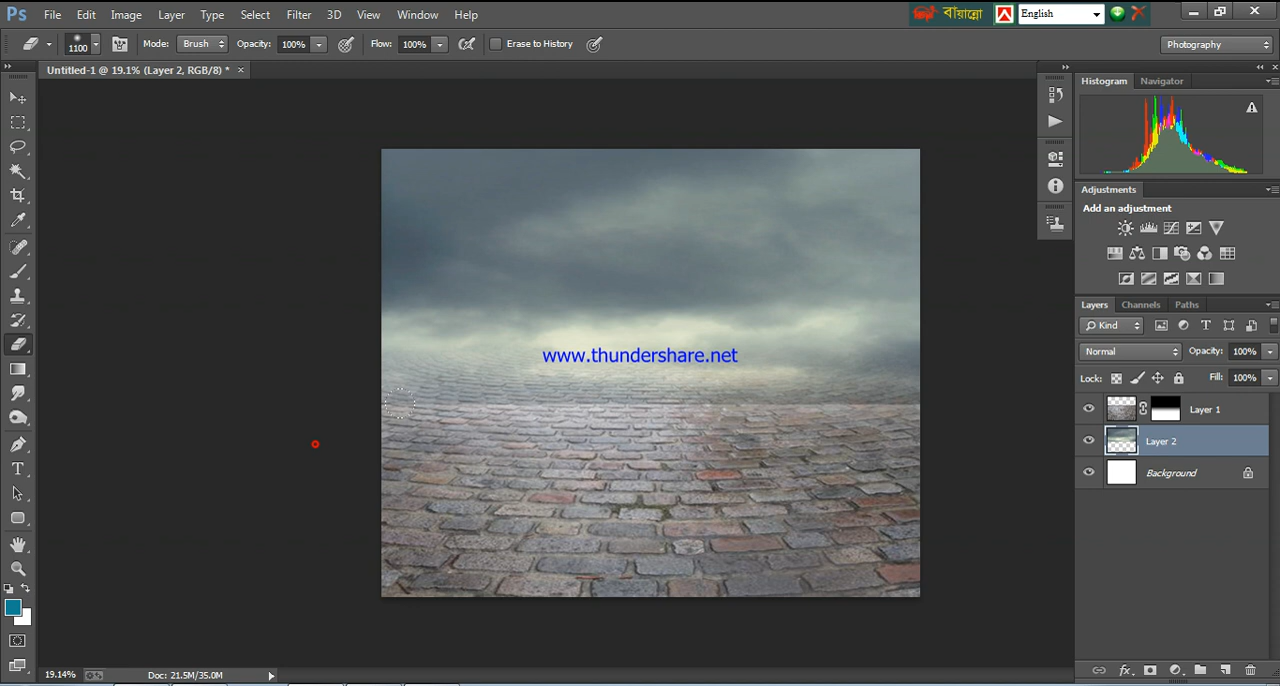 Ps File Edit Image Layer Type Select Filter 3D View Window Help বায়ান্নো English
1100 Mode: Brush Opacity: 100% Flow: 100% Erase to History Photography
Untitled-1 @ 19.1% (Layer 2, RGB/8) * ×
Histogram Navigator
Adjustments
Add an adjustment
Layers Channels Paths
Kind
Normal Opacity: 100%
Lock: Fill: 100%
Layer 1
Layer 2
Background
www.thundershare.net
19.14% Doc: 21.5M/35.0M